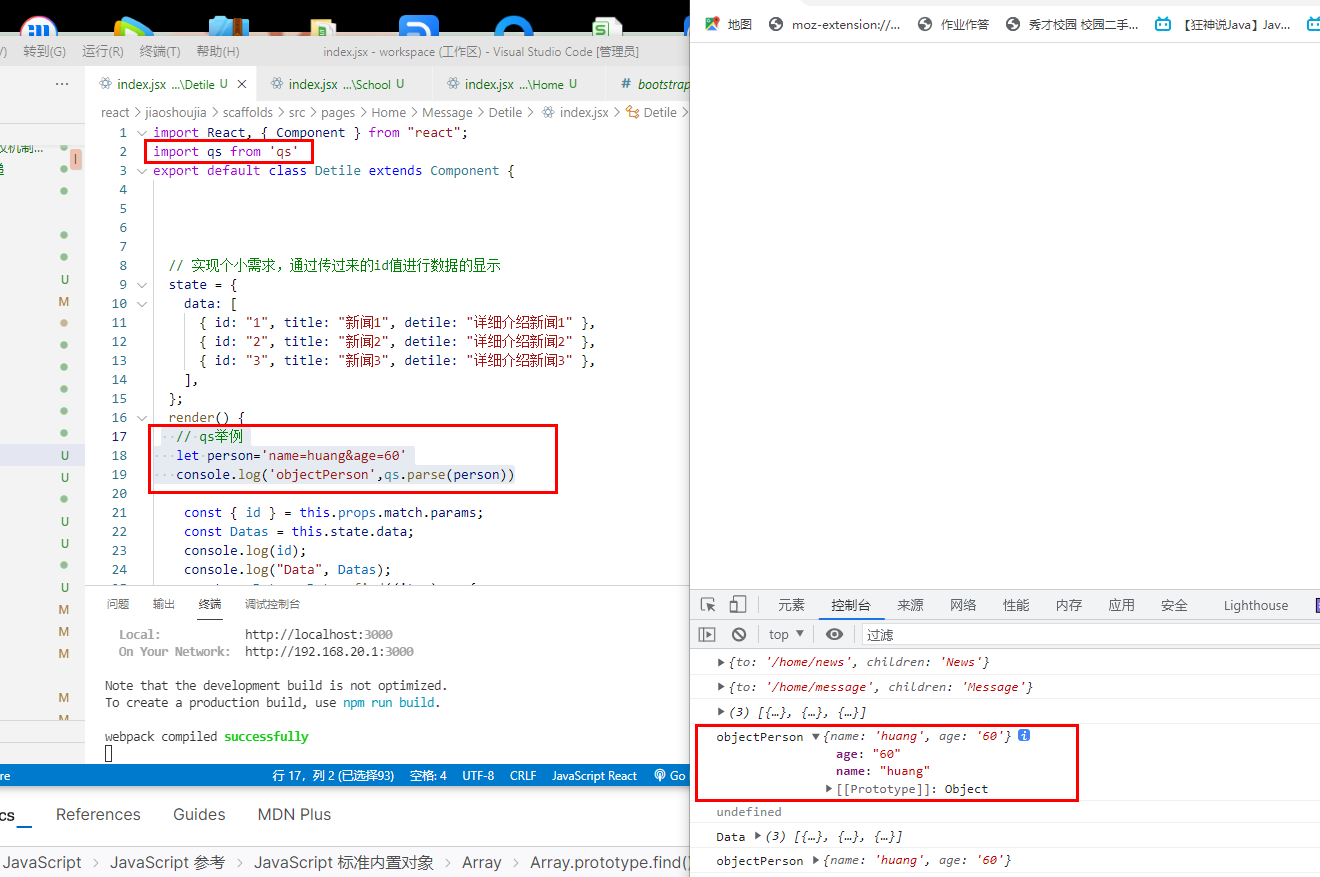 转到(G) 运行(R) 终端(T) 帮助(H) index.jsx - workspace (工作区) - Visual Studio Code [管理员]
index.jsx ...\Detile U × index.jsx ...\School U index.jsx ...\Home U # bootstrap
react > jiaoshoujia > scaffolds > src > pages > Home > Message > Detile > index.jsx > Detile >
1 import React, { Component } from "react";
2 import qs from 'qs'
3 export default class Detile extends Component {
4
5
6
7
8 // 实现个小需求，通过传过来的id值进行数据的显示
9 state = {
10 data: [
11 { id: "1", title: "新闻1", detile: "详细介绍新闻1" },
12 { id: "2", title: "新闻2", detile: "详细介绍新闻2" },
13 { id: "3", title: "新闻3", detile: "详细介绍新闻3" },
14 ],
15 };
16 render() {
17 // qs举例
18 let person='name=huang&age=60'
19 console.log('objectPerson',qs.parse(person))
20
21 const { id } = this.props.match.params;
22 const Datas = this.state.data;
23 console.log(id);
24 console.log("Data", Datas);
U
M
U
U
U
U
U
M
M
M
M
M
问题 输出 终端 调试控制台
Local: http://localhost:3000
On Your Network: http://192.168.20.1:3000
Note that the development build is not optimized.
To create a production build, use npm run build.
webpack compiled successfully
re 行 17，列 2 (已选择93) 空格: 4 UTF-8 CRLF JavaScript React Go
cs References Guides MDN Plus
JavaScript > JavaScript 参考 > JavaScript 标准内置对象 > Array > Array.prototype.find()
地图 moz-extension://... 作业作答 秀才校园 校园二手... 【狂神说Java】Jav...
元素 控制台 来源 网络 性能 内存 应用 安全 Lighthouse
top ▼ 过滤
▶{to: '/home/news', children: 'News'}
▶{to: '/home/message', children: 'Message'}
▶(3) [{…}, {…}, {…}]
objectPerson ▼{name: 'huang', age: '60'} i
age: "60"
name: "huang"
▶[[Prototype]]: Object
undefined
Data ▶(3) [{…}, {…}, {…}]
objectPerson ▶{name: 'huang', age: '60'}